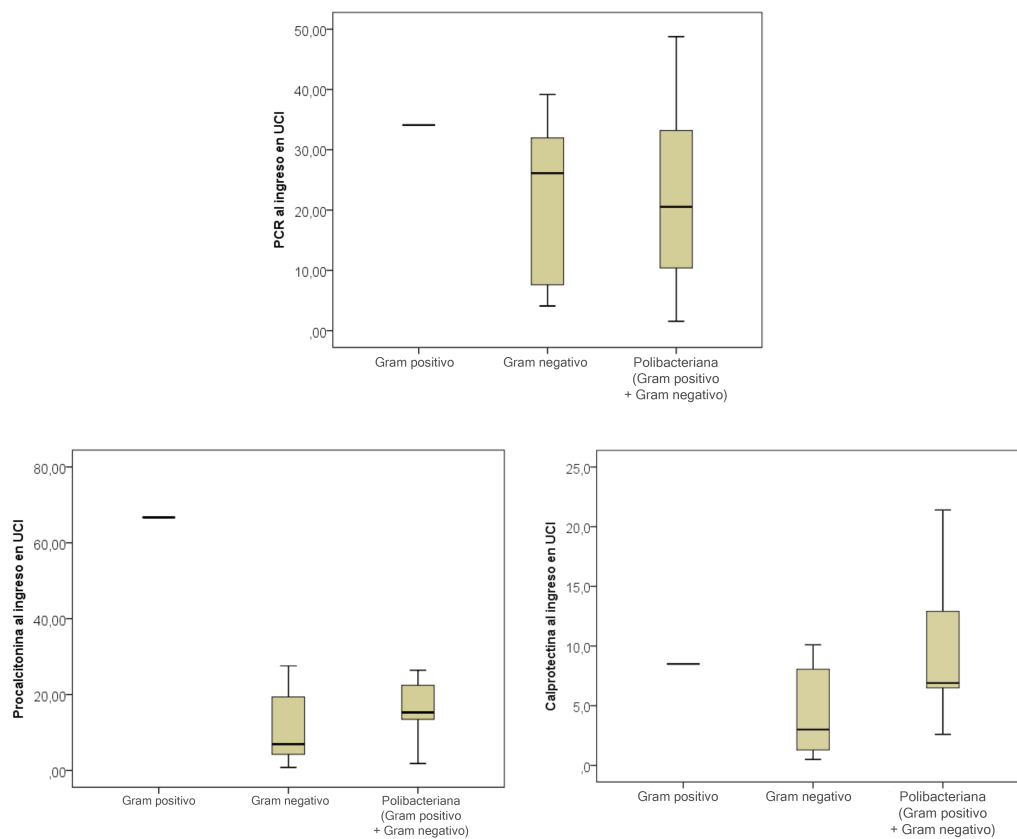 50,00
40,00
30,00
20,00
10,00
,00
PCR al ingreso en UCI
Gram positivo
Gram negativo
Polibacteriana
(Gram positivo
+ Gram negativo)
80,00
60,00
40,00
20,00
,00
Procalcitonina al ingreso en UCI
Gram positivo
Gram negativo
Polibacteriana
(Gram positivo
+ Gram negativo)
25,0
20,0
15,0
10,0
5,0
,0
Calprotectina al ingreso en UCI
Gram positivo
Gram negativo
Polibacteriana
(Gram positivo
+ Gram negativo)